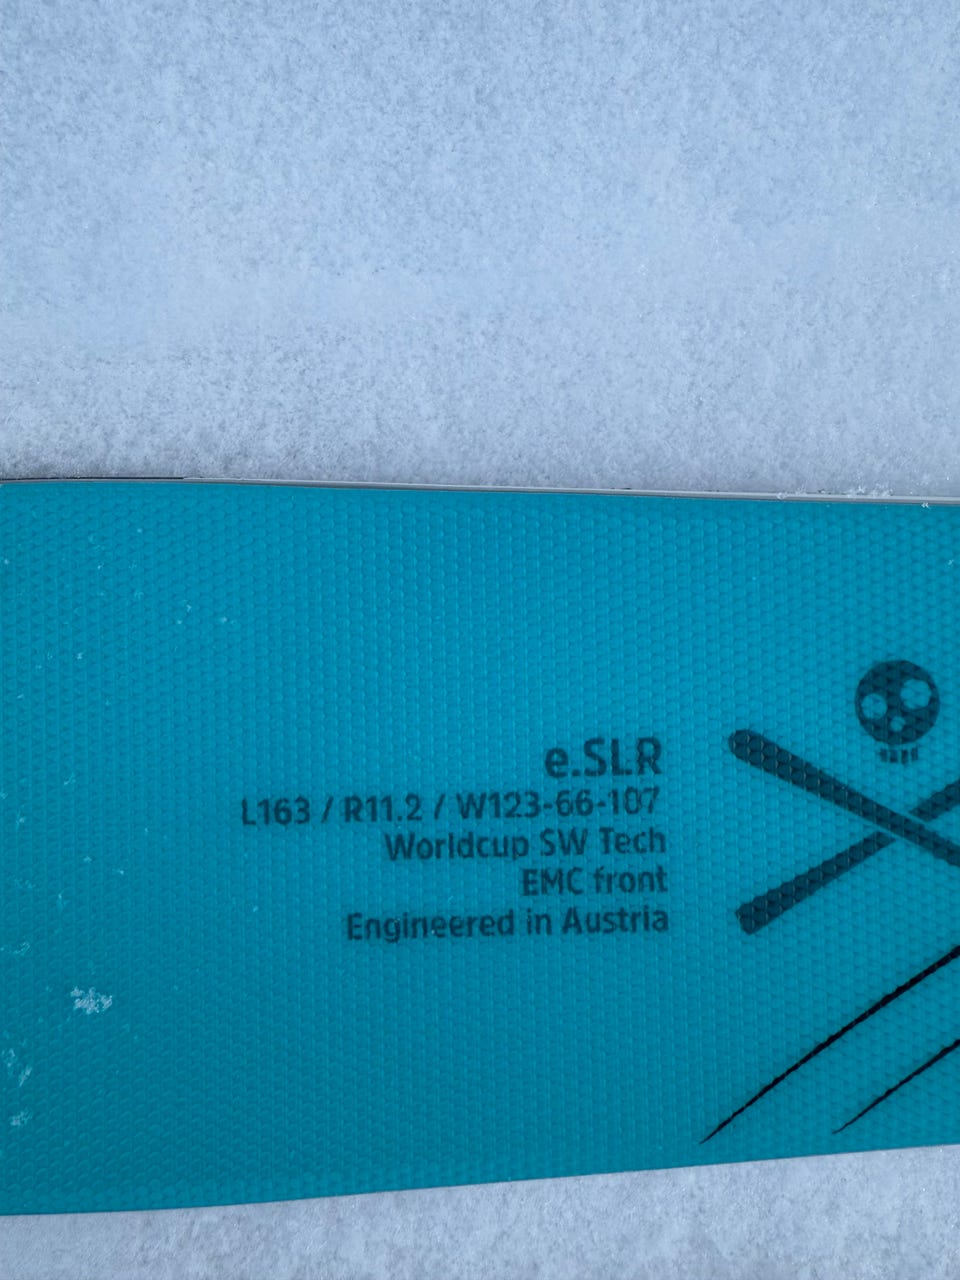 e.SLR
L163 / R11.2 / W123-66-107
Worldcup SW Tech
EMC front
Engineered in Austria